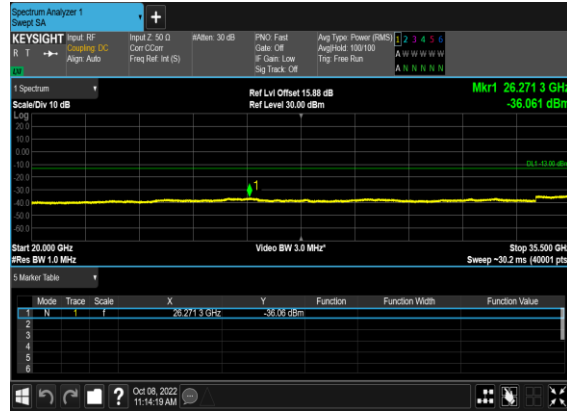 Spectrum Analyzer 1
Swept SA
+
KEYSIGHT Input: RF Input Z: 50 Ω #Atten: 30 dB PNO: Fast Avg Type: Power (RMS) 1 2 3 4 5 6
R T Coupling: DC Corr CCorr Gate: Off Avg|Hold: 100/100 A W W W W W
Align: Auto Freq Ref: Int (S) IF Gain: Low Trig: Free Run
Sig Track: Off A N N N N N
1 Spectrum Ref Lvl Offset 15.88 dB Mkr1 26.271 3 GHz
Scale/Div 10 dB Ref Level 30.00 dBm -36.061 dBm
Log
20.0
10.0
0.00
-10.0 DL1 -13.00 dBm
-20.0
-30.0 1
-40.0
-50.0
-60.0
Start 20.000 GHz Video BW 3.0 MHz* Stop 35.500 GHz
#Res BW 1.0 MHz Sweep ~30.2 ms (40001 pts)
5 Marker Table
Mode Trace Scale X Y Function Function Width Function Value
1 N 1 f 26.271 3 GHz -36.06 dBm
2
3
4
5
6
? Oct 08, 2022
11:14:19 AM